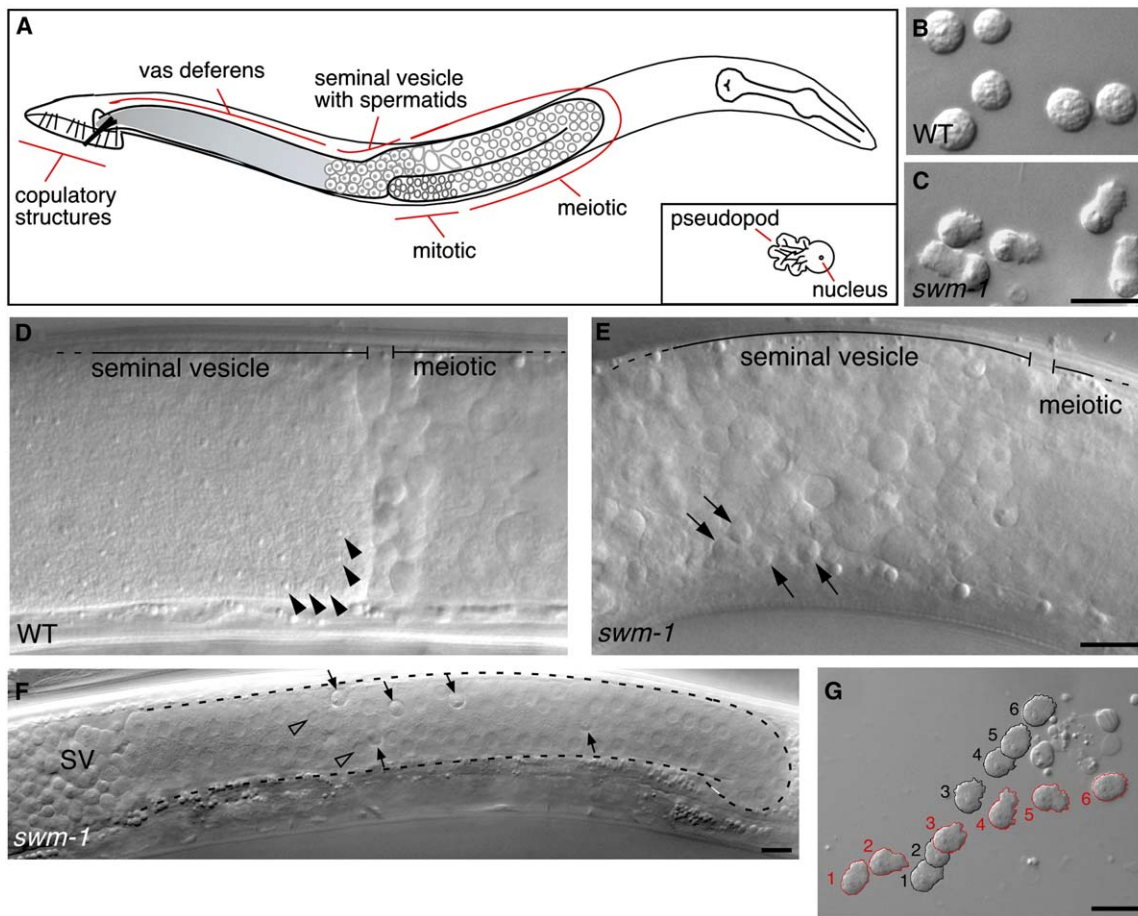 A
vas deferens
seminal vesicle
with spermatids
copulatory
structures
mitotic
meiotic
pseudopod
nucleus
B
WT
C
swm-1
D
seminal vesicle
meiotic
WT
E
seminal vesicle
meiotic
swm-1
F
SV
swm-1
G
6
5
4
3
2
1
1
2
3
4
5
6